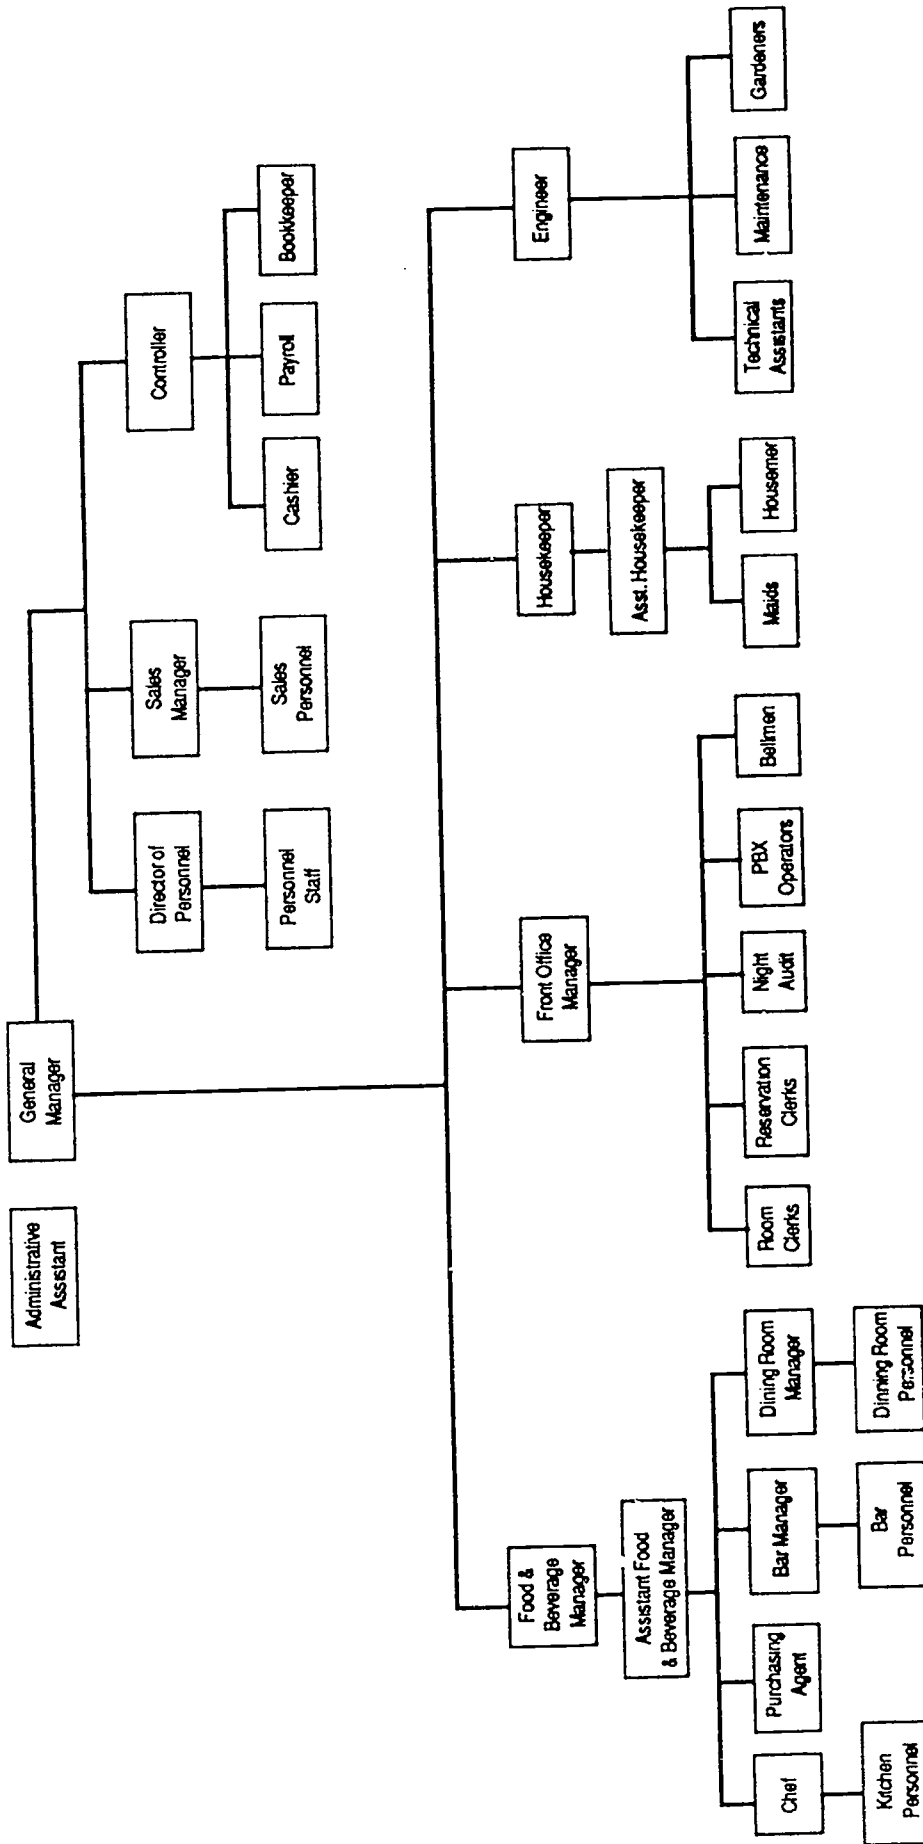 Administrative
Assistant
General
Manager
Director of
Personnel
Sales
Manager
Controller
Personnel
Staff
Sales
Personnel
Cashier
Payroll
Bookkeeper
Food &
Beverage
Manager
Front Office
Manager
Housekeeper
Engineer
Assistant Food
& Beverage Manager
Asst. Housekeeper
Chef
Purchasing
Agent
Bar Manager
Dining Room
Manager
Room
Clerks
Reservation
Clerks
Night
Audit
PBX
Operators
Bellmen
Maids
Housemer
Technical
Assistants
Maintenance
Gardeners
Kitchen
Personnel
Bar
Personnel
Dinning Room
Personnel